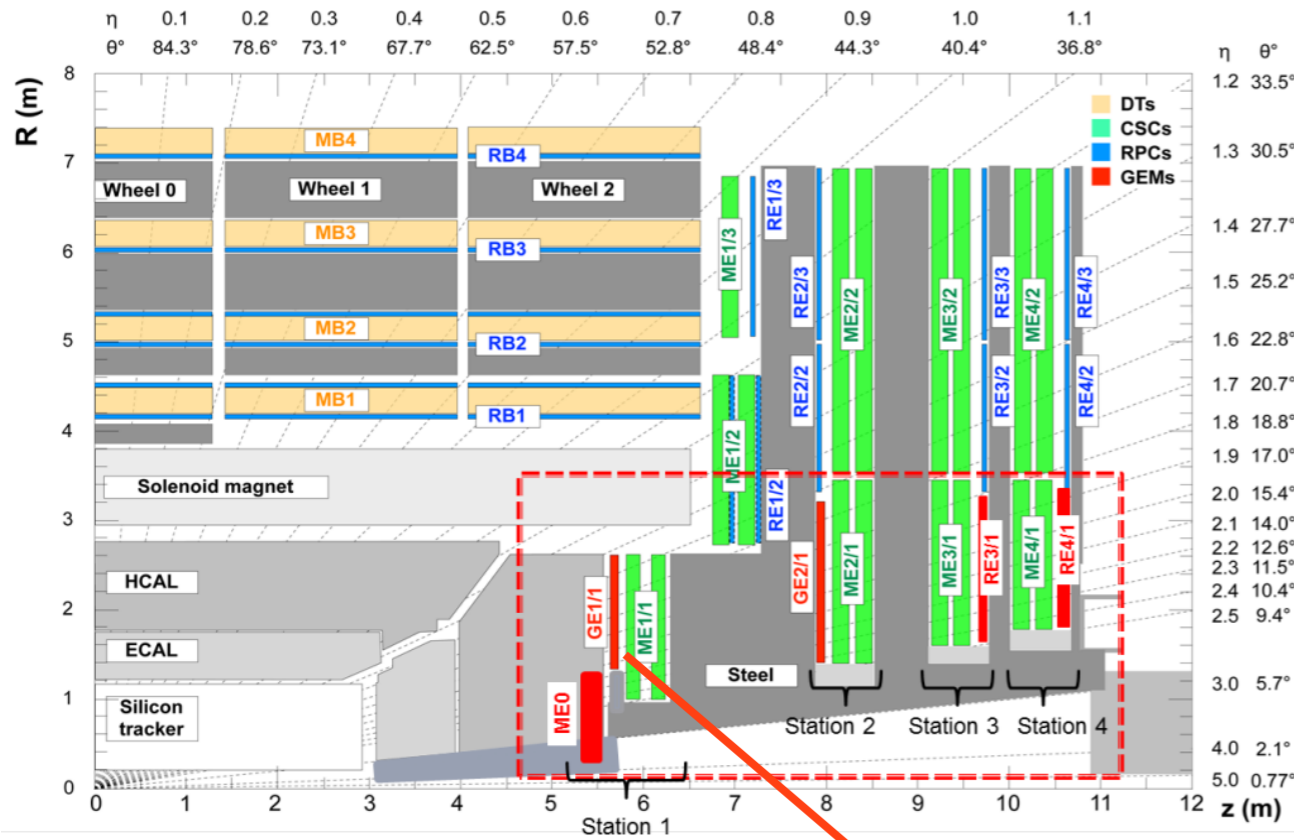 η 0.1 0.2 0.3 0.4 0.5 0.6 0.7 0.8 0.9 1.0 1.1
θ° 84.3° 78.6° 73.1° 67.7° 62.5° 57.5° 52.8° 48.4° 44.3° 40.4° 36.8° η θ°
R (m)
8
7
6
5
4
3
2
1
0
1.2 33.5°
1.3 30.5°
1.4 27.7°
1.5 25.2°
1.6 22.8°
1.7 20.7°
1.8 18.8°
1.9 17.0°
2.0 15.4°
2.1 14.0°
2.2 12.6°
2.3 11.5°
2.4 10.4°
2.5 9.4°
3.0 5.7°
4.0 2.1°
5.0 0.77°
DTs
CSCs
RPCs
GEMs
MB4
RB4
Wheel 0 Wheel 1 Wheel 2
MB3
RB3
MB2
RB2
MB1
RB1
Solenoid magnet
HCAL
ECAL
Silicon
tracker
ME1/3
RE1/3
RE2/3
ME2/2
ME3/2
RE3/3
ME4/2
RE4/3
ME1/2
RE1/2
RE2/2
RE3/2
RE4/2
ME0
GE1/1
ME1/1
GE2/1
ME2/1
ME3/1
RE3/1
ME4/1
RE4/1
Steel
Station 2 Station 3 Station 4
0 1 2 3 4 5 6 7 8 9 10 11 12 z (m)
Station 1